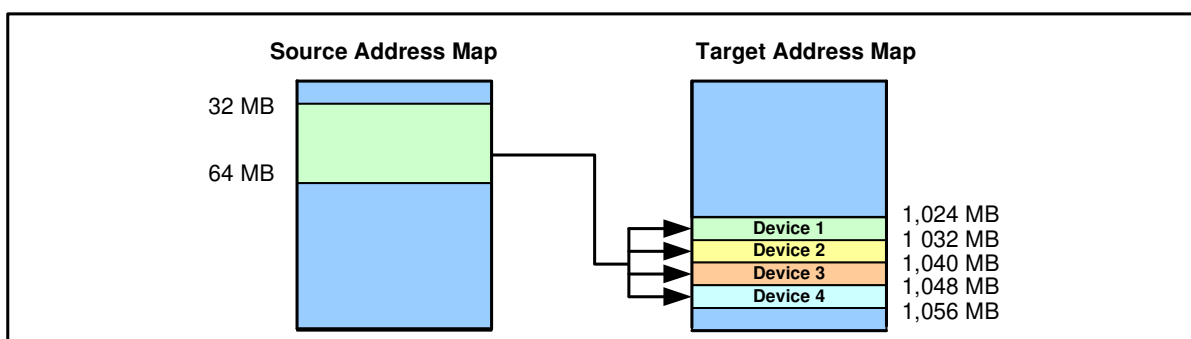 Source Address Map
Target Address Map
32 MB
64 MB
1,024 MB
Device 1
1 032 MB
Device 2
1,040 MB
Device 3
1,048 MB
Device 4
1,056 MB